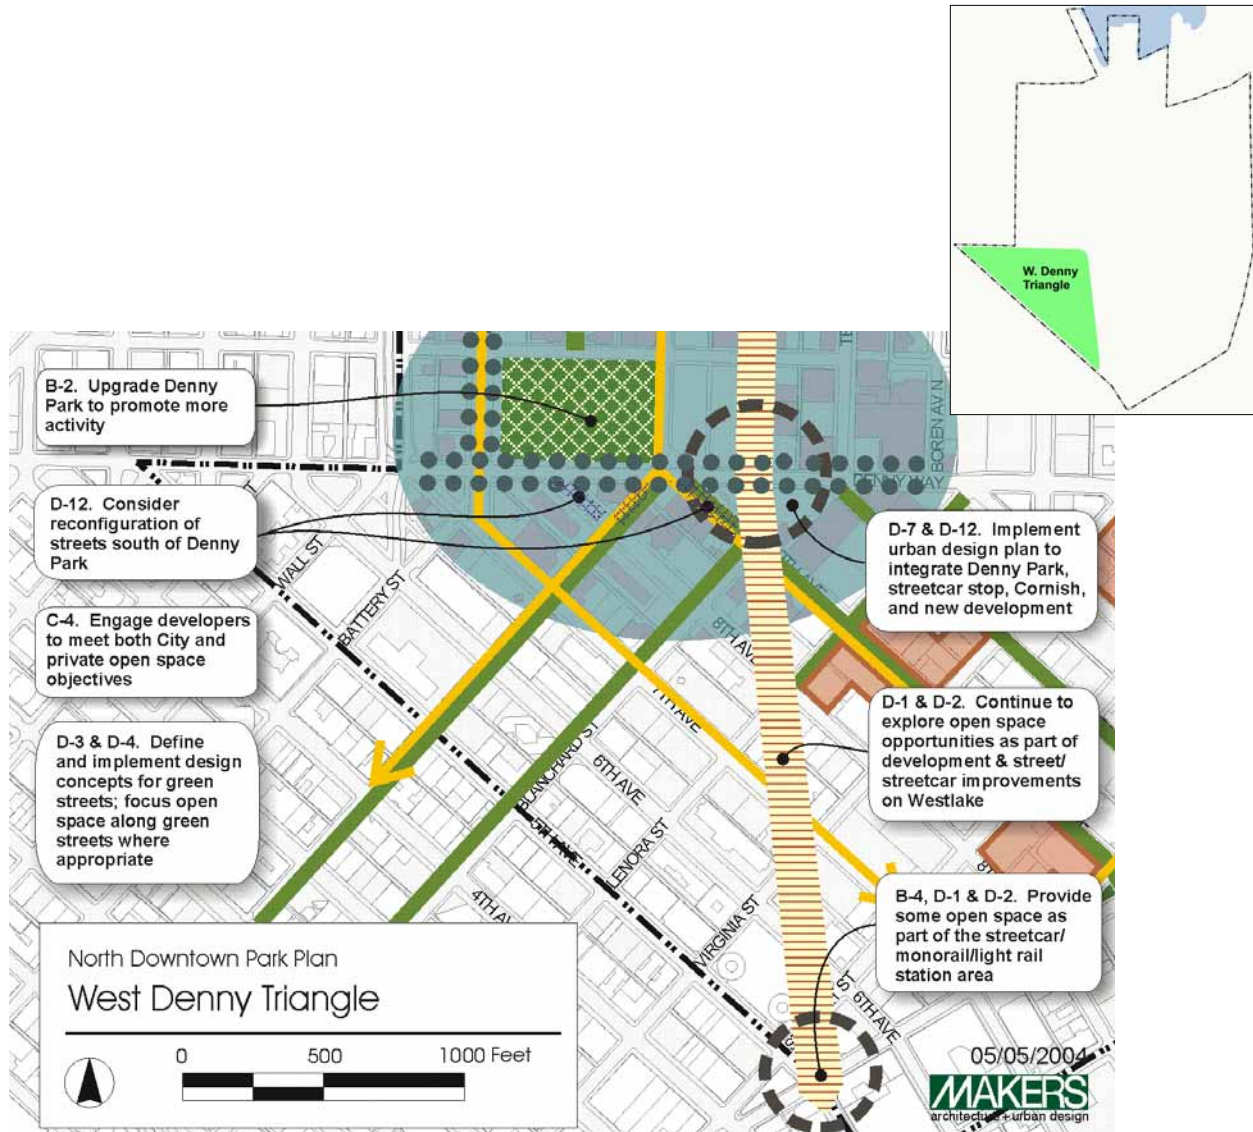 W. Denny
Triangle
B-2. Upgrade Denny
Park to promote more
activity
D-12. Consider
reconfiguration of
streets south of Denny
Park
C-4. Engage developers
to meet both City and
private open space
objectives
D-3 & D-4. Define
and implement design
concepts for green
streets; focus open
space along green
streets where
appropriate
BOREN AV N
DENNY WAY
WALL ST
BATTERY ST
8TH AVE
7TH AVE
BLANCHARD ST
6TH AVE
5TH AVE
LENORA ST
4TH AV
VIRGINIA ST
6TH AVE
D-7 & D-12. Implement
urban design plan to
integrate Denny Park,
streetcar stop, Cornish,
and new development
D-1 & D-2. Continue to
explore open space
opportunities as part of
development & street/
streetcar improvements
on Westlake
B-4, D-1 & D-2. Provide
some open space as
part of the streetcar/
monorail/light rail
station area
North Downtown Park Plan
West Denny Triangle
0 500 1000 Feet
05/05/2004
MAKERS
architecture + urban design